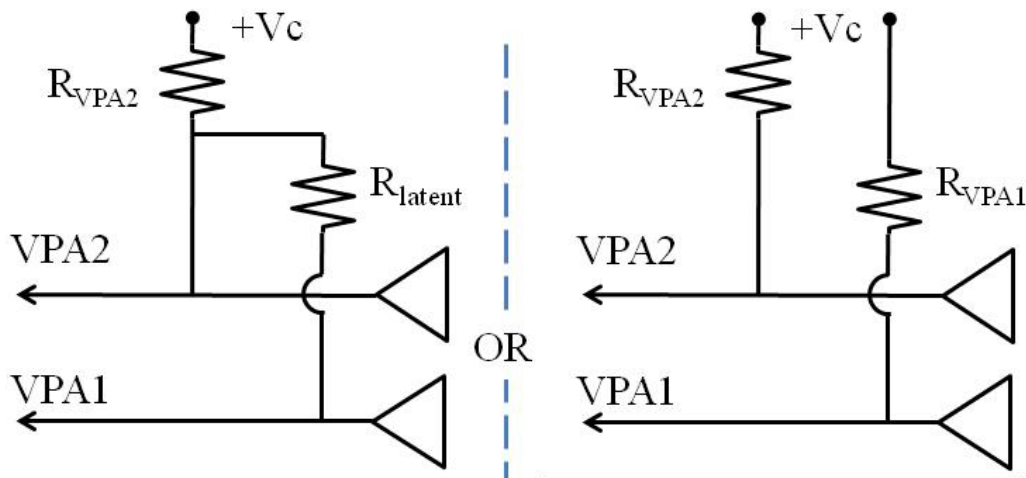 +Vc
R_VPA2
R_latent
VPA2
VPA1
OR
+Vc
R_VPA2
R_VPA1
VPA2
VPA1